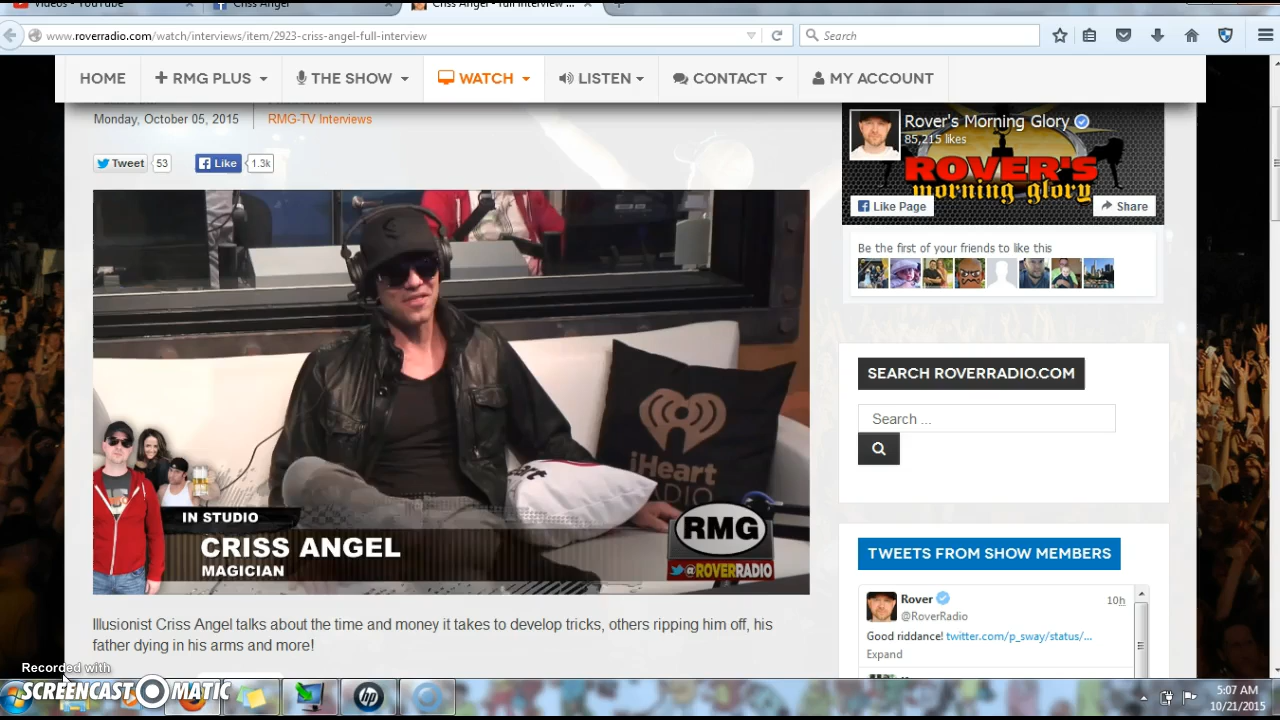 Videos - YouTube
Criss Angel
Criss Angel - full interview ...
www.roverradio.com/watch/interviews/item/2923-criss-angel-full-interview
Search
HOME
RMG PLUS
THE SHOW
WATCH
LISTEN
CONTACT
MY ACCOUNT
Monday, October 05, 2015
RMG-TV Interviews
Tweet 53
Like 1.3k
Rover's Morning Glory
85,215 likes
ROVER'S
morning glory
Like Page
Share
Be the first of your friends to like this
iHeart
RADIO
IN STUDIO
CRISS ANGEL
MAGICIAN
RMG
@ROVERRADIO
SEARCH ROVERRADIO.COM
Search ...
TWEETS FROM SHOW MEMBERS
Rover
10h
@RoverRadio
Good riddance! twitter.com/p_sway/status/...
Expand
Illusionist Criss Angel talks about the time and money it takes to develop tricks, others ripping him off, his
father dying in his arms and more!
Recorded with
SCREENCAST MATIC
hp
5:07 AM
10/21/2015